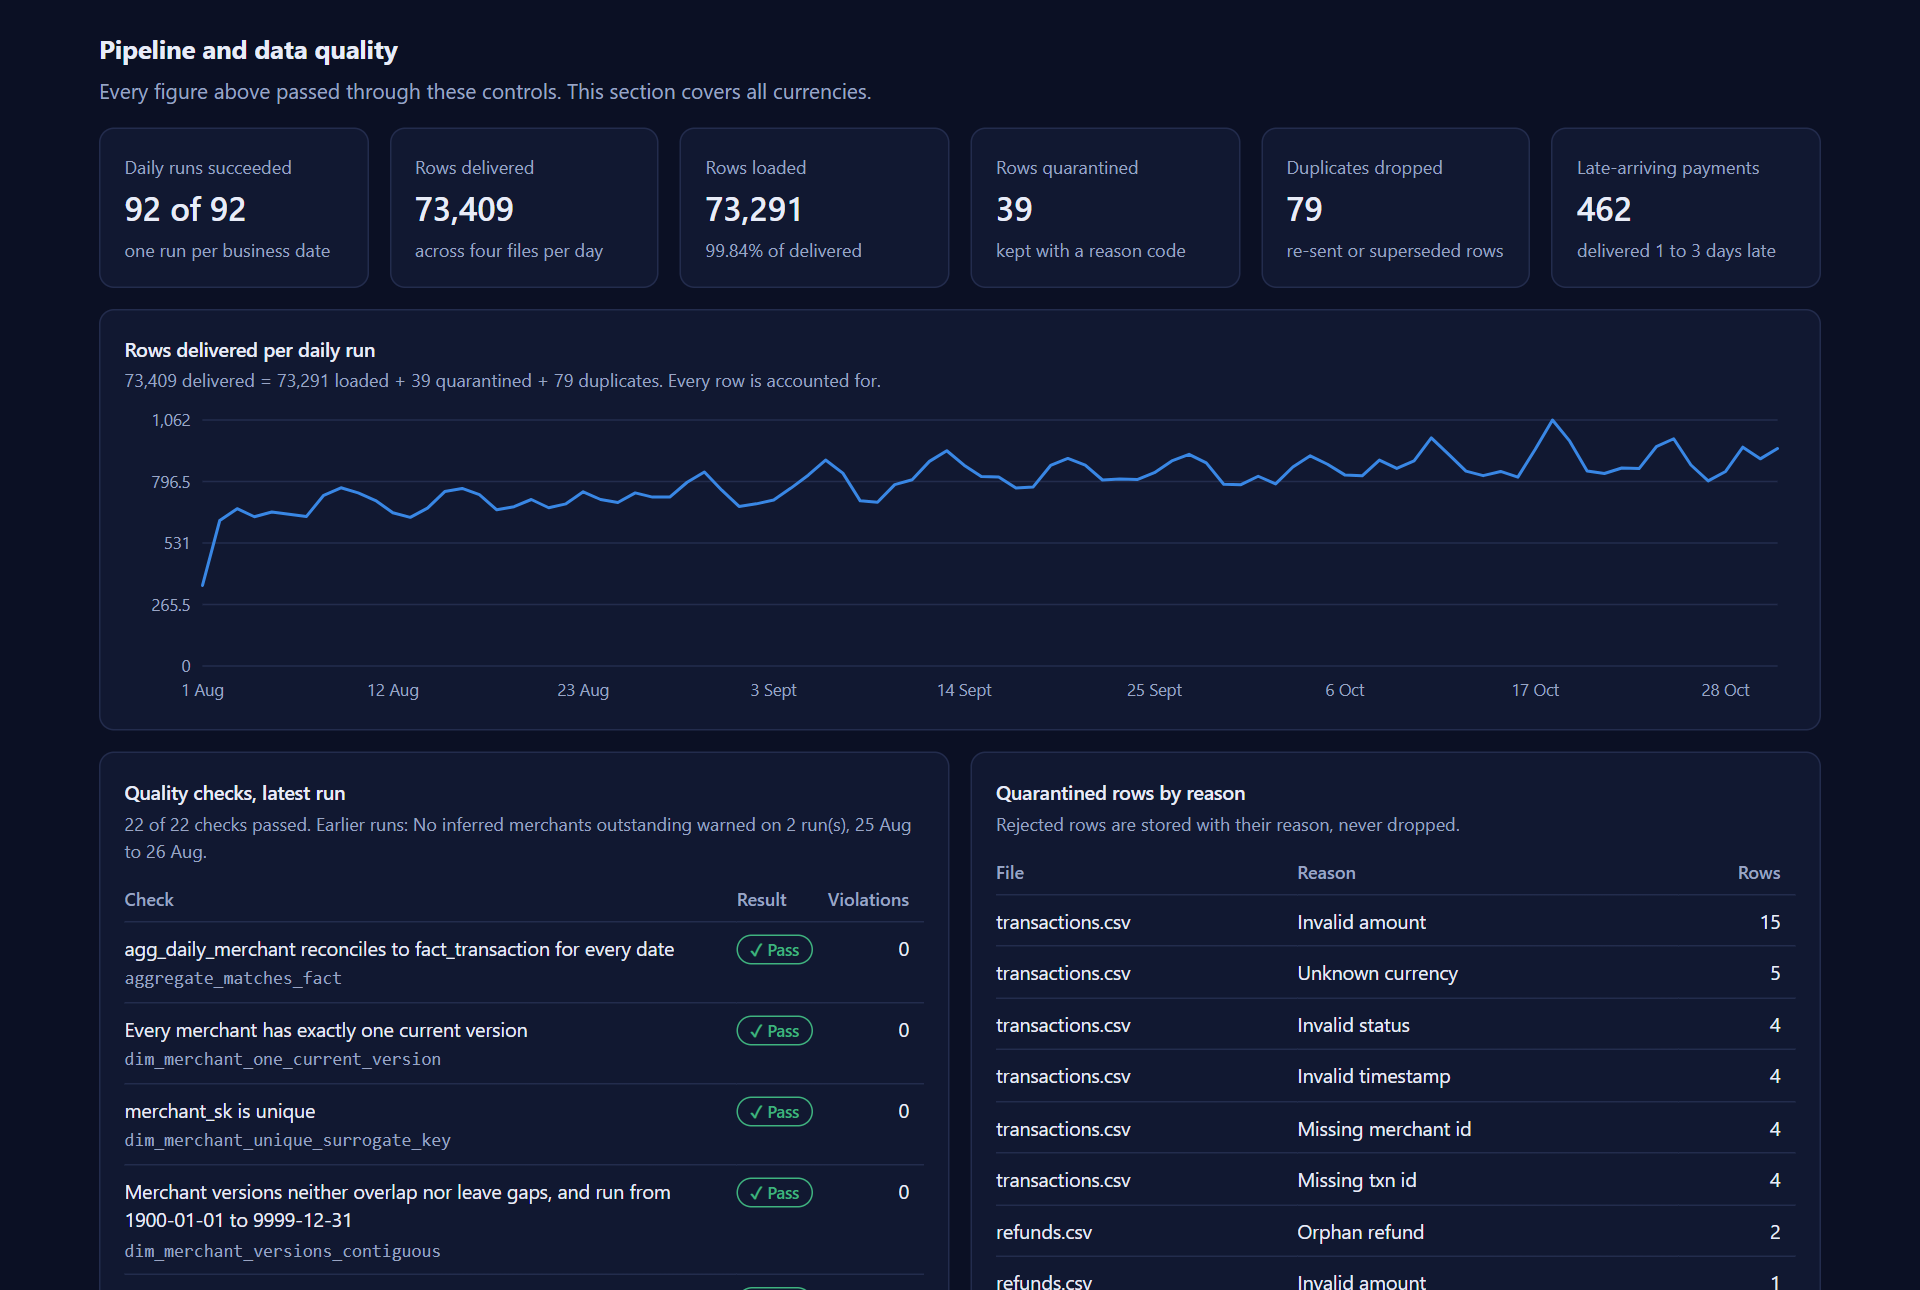 Pipeline and data quality
Every figure above passed through these controls. This section covers all currencies.
Daily runs succeeded
92 of 92
one run per business date
Rows delivered
73,409
across four files per day
Rows loaded
73,291
99.84% of delivered
Rows quarantined
39
kept with a reason code
Duplicates dropped
79
re-sent or superseded rows
Late-arriving payments
462
delivered 1 to 3 days late
Rows delivered per daily run
73,409 delivered = 73,291 loaded + 39 quarantined + 79 duplicates. Every row is accounted for.
1,062
796.5
531
265.5
0
1 Aug 12 Aug 23 Aug 3 Sept 14 Sept 25 Sept 6 Oct 17 Oct 28 Oct
Quality checks, latest run
22 of 22 checks passed. Earlier runs: No inferred merchants outstanding warned on 2 run(s), 25 Aug
to 26 Aug.
Check Result Violations
agg_daily_merchant reconciles to fact_transaction for every date ✓ Pass 0
aggregate_matches_fact
Every merchant has exactly one current version ✓ Pass 0
dim_merchant_one_current_version
merchant_sk is unique ✓ Pass 0
dim_merchant_unique_surrogate_key
Merchant versions neither overlap nor leave gaps, and run from ✓ Pass 0
1900-01-01 to 9999-12-31
dim_merchant_versions_contiguous
Quarantined rows by reason
Rejected rows are stored with their reason, never dropped.
File Reason Rows
transactions.csv Invalid amount 15
transactions.csv Unknown currency 5
transactions.csv Invalid status 4
transactions.csv Invalid timestamp 4
transactions.csv Missing merchant id 4
transactions.csv Missing txn id 4
refunds.csv Orphan refund 2
refunds.csv Invalid amount 1